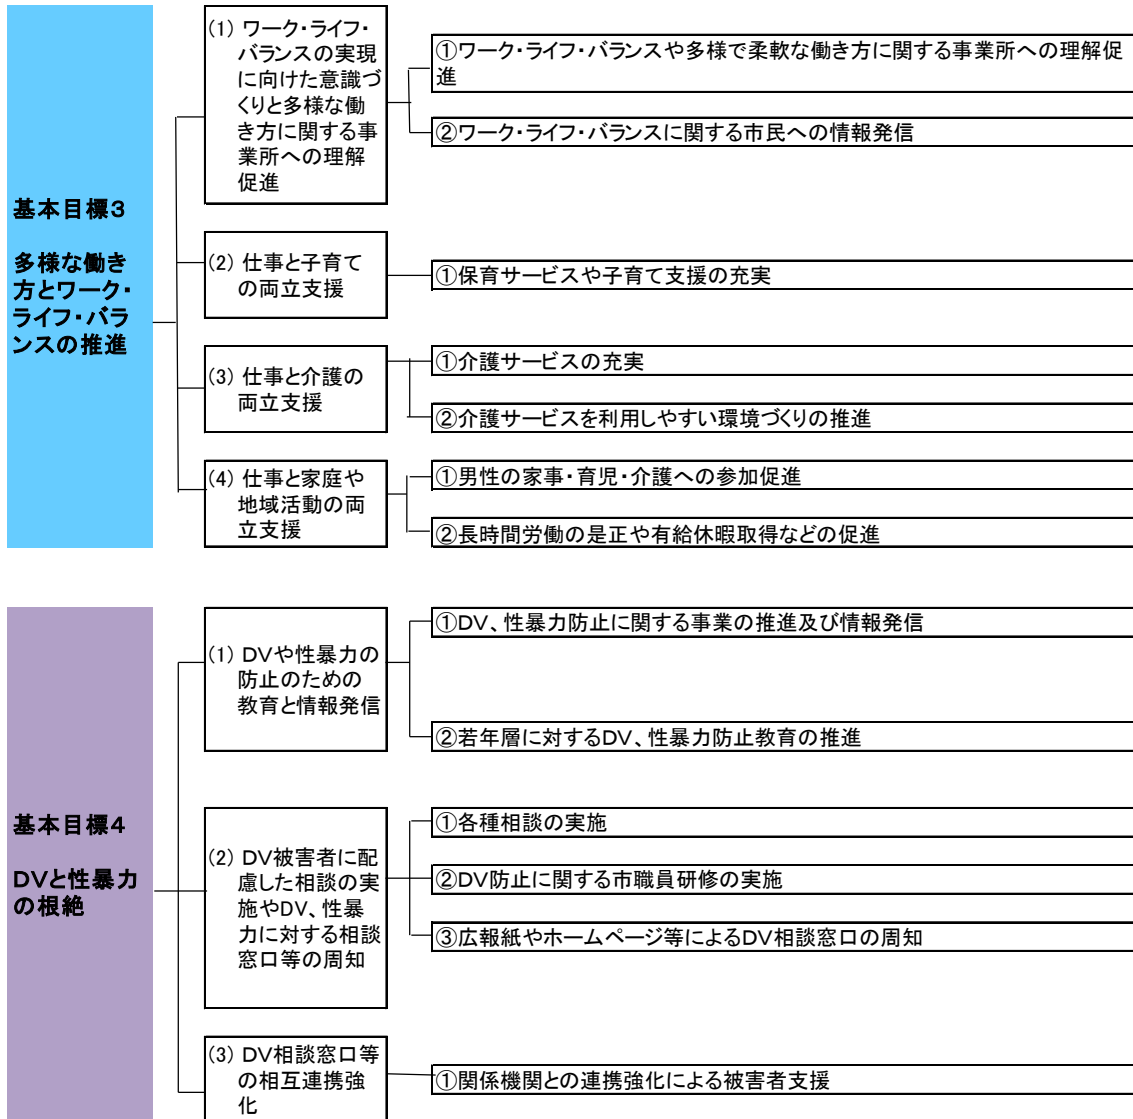 基本目標３
多様な働き
方とワーク・
ライフ・バラ
ンスの推進
(1) ワーク・ライフ・
バランスの実現
に向けた意識づ
くりと多様な働
き方に関する事
業所への理解
促進
①ワーク・ライフ・バランスや多様で柔軟な働き方に関する事業所への理解促
進
②ワーク・ライフ・バランスに関する市民への情報発信
(2) 仕事と子育て
の両立支援
①保育サービスや子育て支援の充実
(3) 仕事と介護の
両立支援
①介護サービスの充実
②介護サービスを利用しやすい環境づくりの推進
(4) 仕事と家庭や
地域活動の両
立支援
①男性の家事・育児・介護への参加促進
②長時間労働の是正や有給休暇取得などの促進
基本目標４
ＤＶと性暴力
の根絶
(1) ＤＶや性暴力の
防止のための
教育と情報発信
①ＤＶ、性暴力防止に関する事業の推進及び情報発信
②若年層に対するＤＶ、性暴力防止教育の推進
(2) ＤＶ被害者に配
慮した相談の実
施やDV、性暴
力に対する相談
窓口等の周知
①各種相談の実施
②ＤＶ防止に関する市職員研修の実施
③広報紙やホームページ等によるＤＶ相談窓口の周知
(3) ＤＶ相談窓口等
の相互連携強
化
①関係機関との連携強化による被害者支援